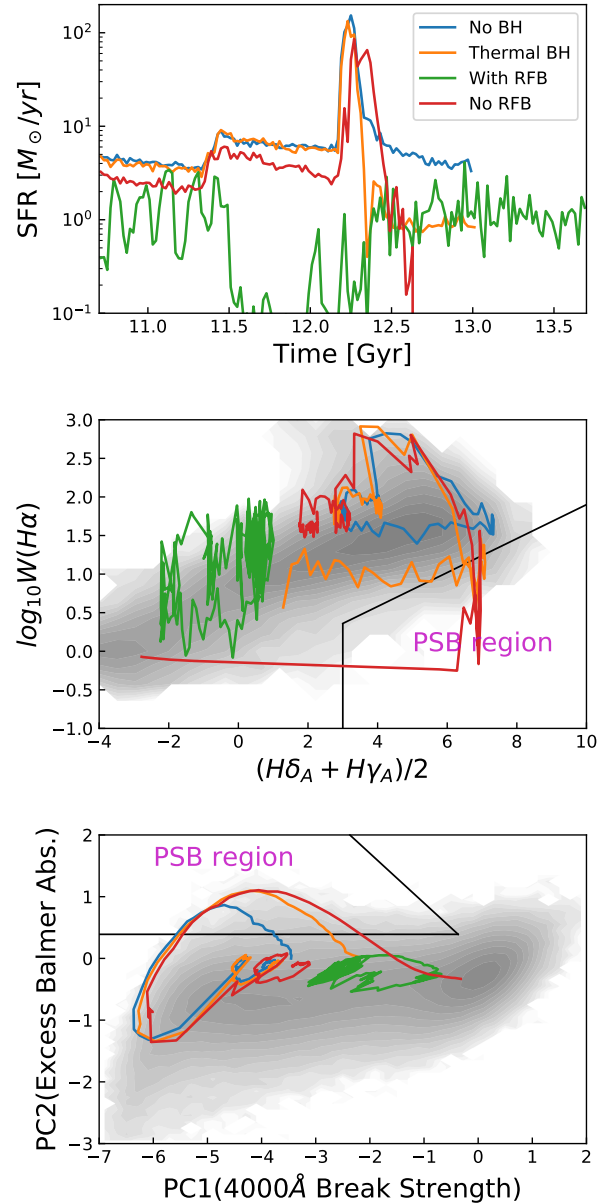 SFR [M⊙/yr]
10²
10¹
10⁰
10⁻¹
No BH
Thermal BH
With RFB
No RFB
11.0 11.5 12.0 12.5 13.0 13.5
Time [Gyr]
log₁₀W(Hα)
3.0
2.5
2.0
1.5
1.0
0.5
0.0
−0.5
−1.0
PSB region
−4 −2 0 2 4 6 8 10
(Hδ_A + Hγ_A)/2
PC2(Excess Balmer Abs.)
2
1
0
−1
−2
−3
PSB region
−7 −6 −5 −4 −3 −2 −1 0 1 2
PC1(4000Å Break Strength)